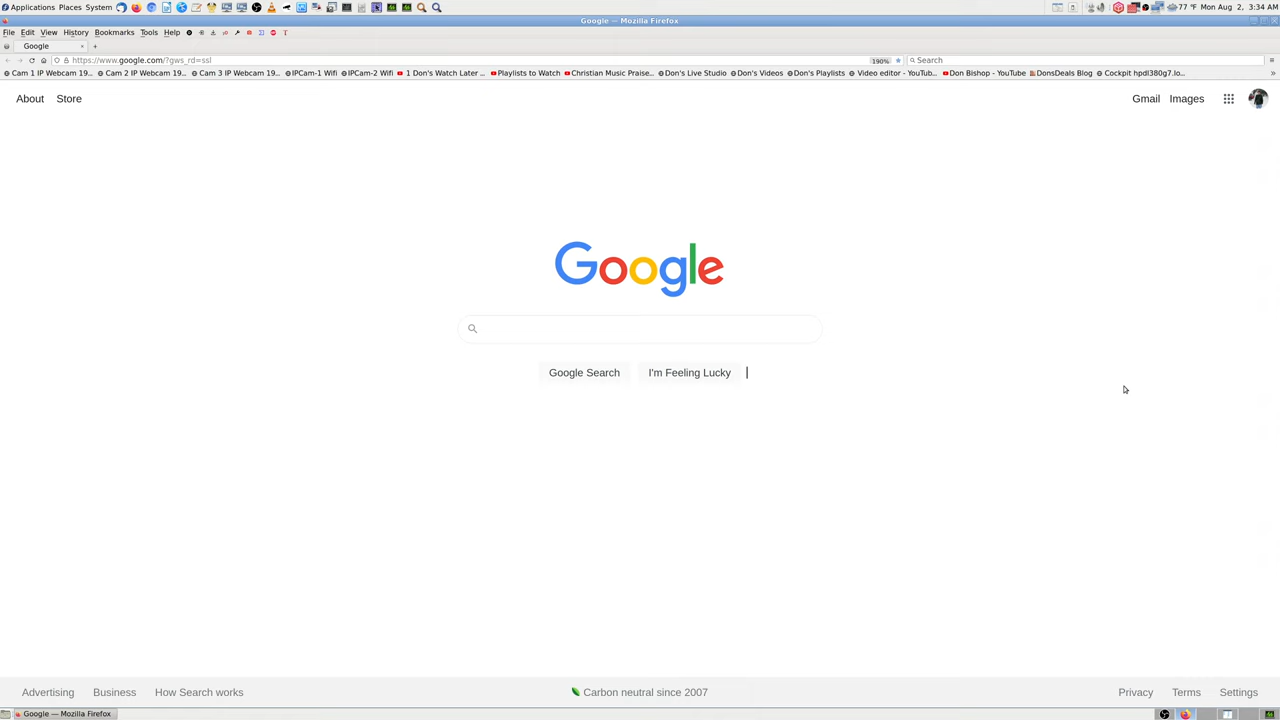 Applications Places System 77 °F Mon Aug 2, 3:34 AM
Google — Mozilla Firefox
File Edit View History Bookmarks Tools Help
Google
https://www.google.com/?gws_rd=ssl 190% Search
Cam 1 IP Webcam 19... Cam 2 IP Webcam 19... Cam 3 IP Webcam 19... IPCam-1 Wifi IPCam-2 Wifi 1 Don's Watch Later ... Playlists to Watch Christian Music Praise... Don's Live Studio Don's Videos Don's Playlists Video editor - YouTub... Don Bishop - YouTube DonsDeals Blog Cockpit hpdl380g7.lo...
About Store Gmail Images
Google
Google Search I'm Feeling Lucky
Advertising Business How Search works Carbon neutral since 2007 Privacy Terms Settings
Google — Mozilla Firefox